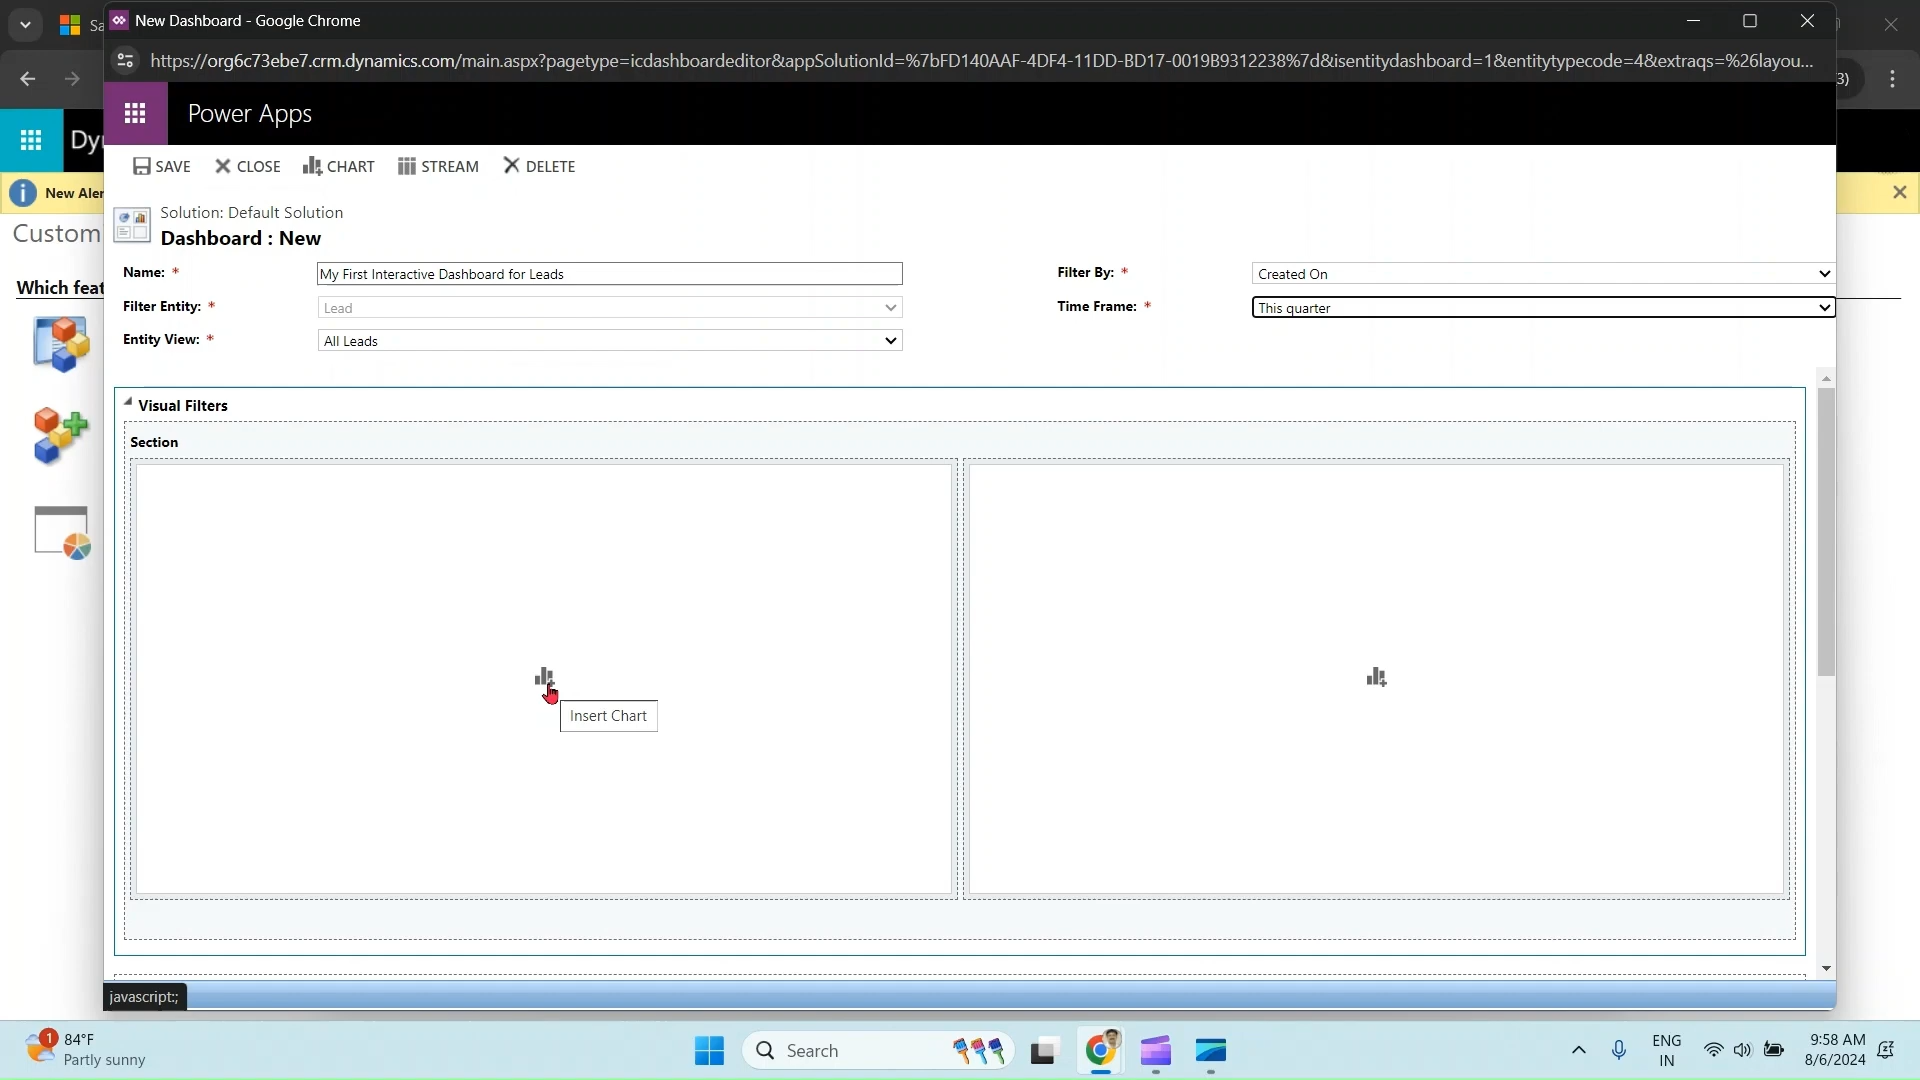 Sa
New Dashboard - Google Chrome
https://org6c73ebe7.crm.dynamics.com/main.aspx?pagetype=icdashboardeditor&appSolutionId=%7bFD140AAF-4DF4-11DD-BD17-0019B9312238%7d&isentitydashboard=1&entitytypecode=4&extraqs=%26layou...
3)
Dy
Power Apps
SAVE CLOSE CHART STREAM DELETE
New Aler
Solution: Default Solution
Dashboard : New
Custom
Name: * My First Interactive Dashboard for Leads Filter By: * Created On
Which feat
Filter Entity: * Lead Time Frame: * This quarter
Entity View: * All Leads
Visual Filters
Section
Insert Chart
javascript:;
1 84°F
Partly sunny
Search
ENG
IN
9:58 AM
8/6/2024